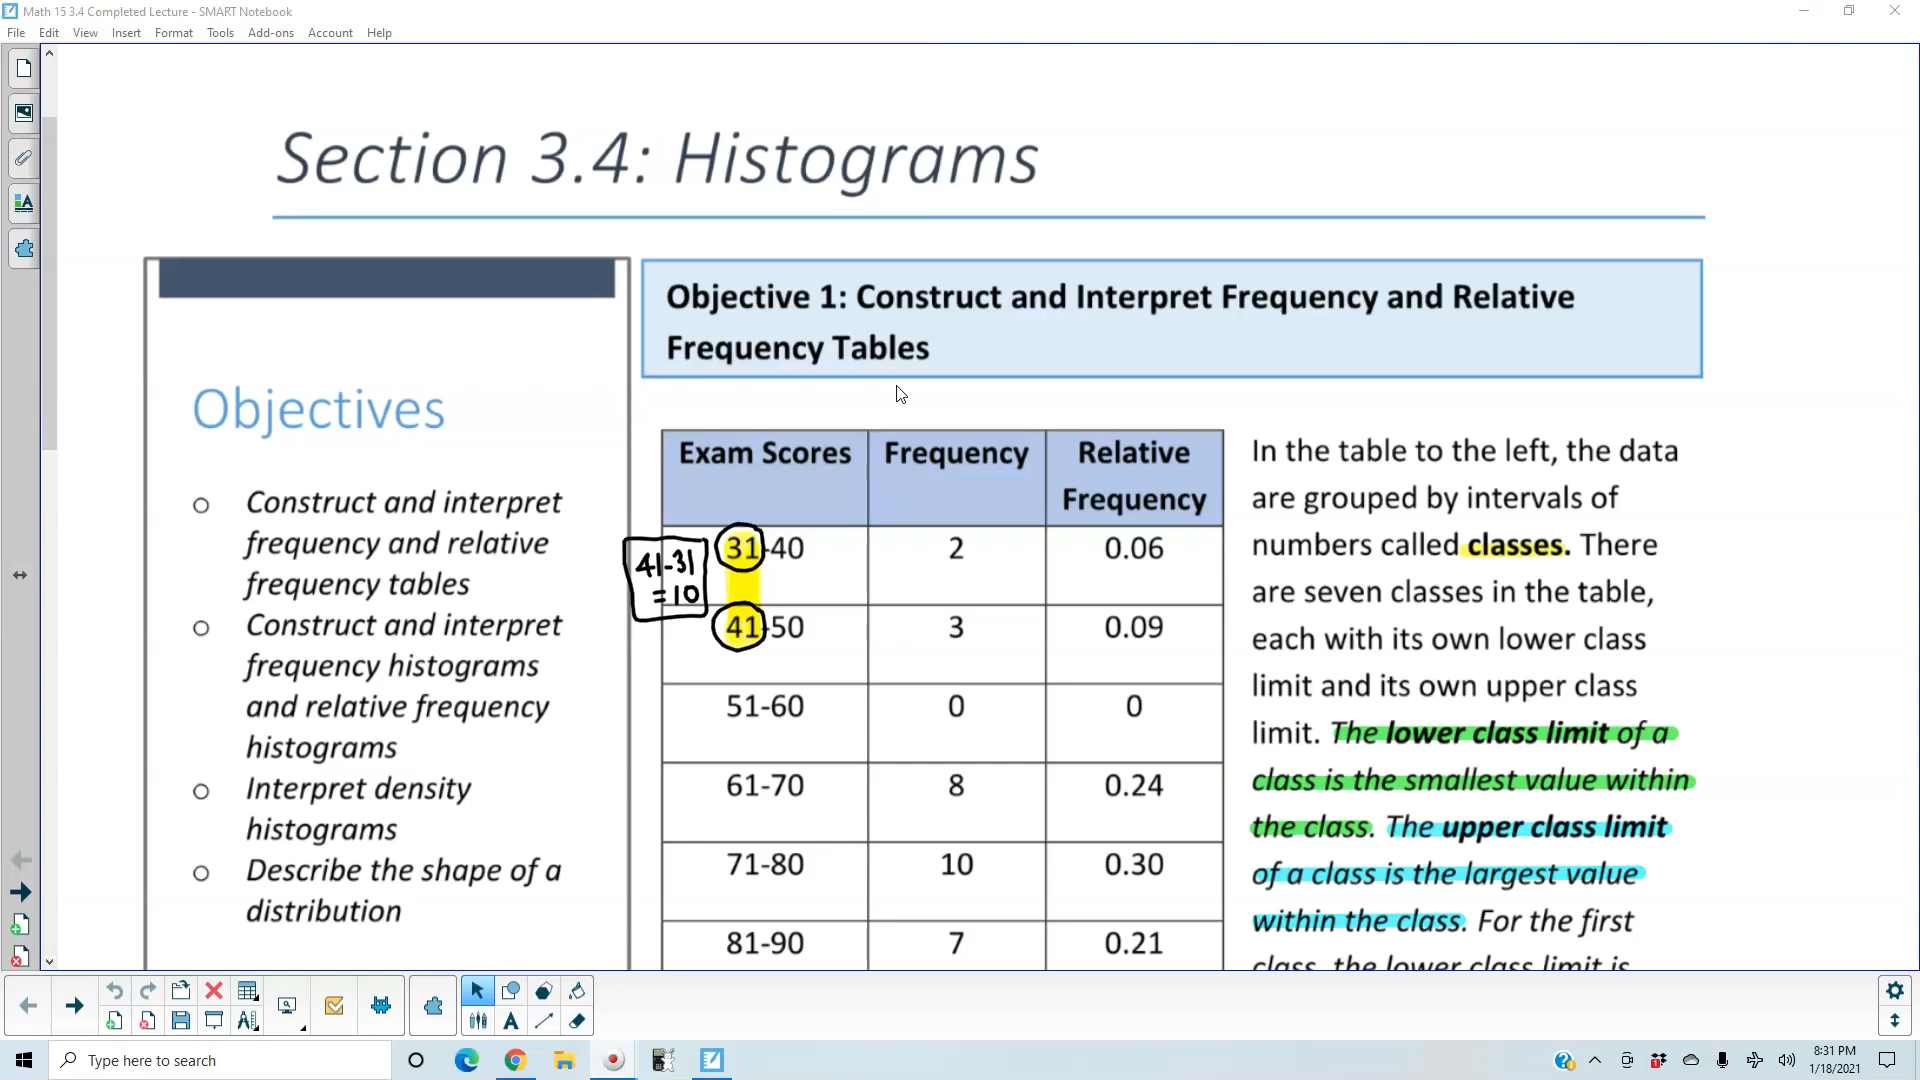 Math 15 3.4 Completed Lecture - SMART Notebook
File Edit View Insert Format Tools Add-ons Account Help
Section 3.4: Histograms
Objectives
Construct and interpret
frequency and relative
frequency tables
Construct and interpret
frequency histograms
and relative frequency
histograms
Interpret density
histograms
Describe the shape of a
distribution
Objective 1: Construct and Interpret Frequency and Relative
Frequency Tables
Exam Scores Frequency Relative
Frequency
31-40 2 0.06
41-31
=10
41-50 3 0.09
51-60 0 0
61-70 8 0.24
71-80 10 0.30
81-90 7 0.21
In the table to the left, the data
are grouped by intervals of
numbers called classes. There
are seven classes in the table,
each with its own lower class
limit and its own upper class
limit. The lower class limit of a
class is the smallest value within
the class. The upper class limit
of a class is the largest value
within the class. For the first
class, the lower class limit is
Type here to search
8:31 PM
1/18/2021